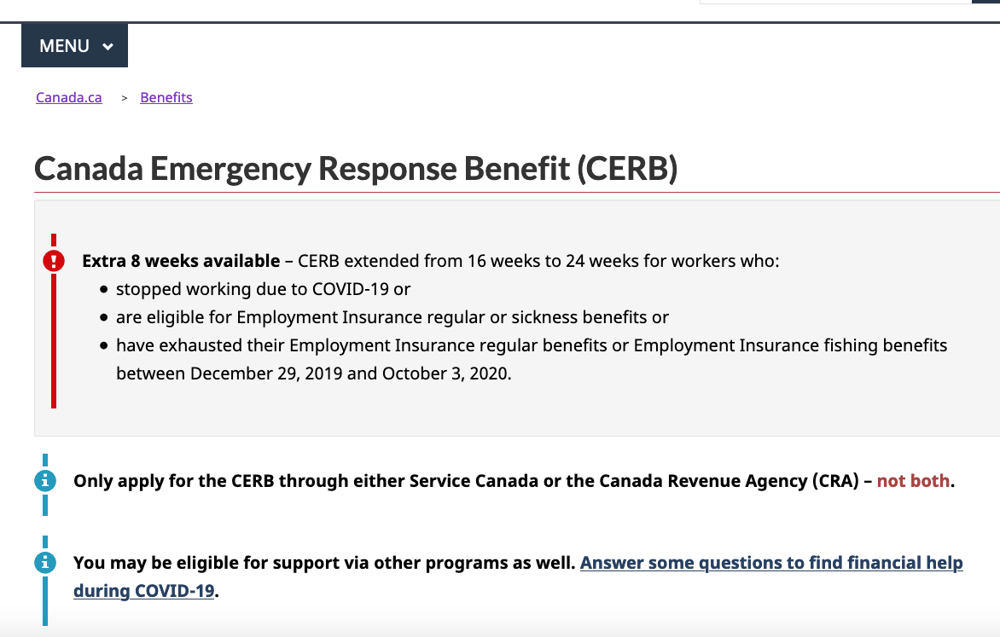 MENU
Canada.ca > Benefits
Canada Emergency Response Benefit (CERB)
Extra 8 weeks available – CERB extended from 16 weeks to 24 weeks for workers who:
• stopped working due to COVID-19 or
• are eligible for Employment Insurance regular or sickness benefits or
• have exhausted their Employment Insurance regular benefits or Employment Insurance fishing benefits
between December 29, 2019 and October 3, 2020.
Only apply for the CERB through either Service Canada or the Canada Revenue Agency (CRA) – not both.
You may be eligible for support via other programs as well. Answer some questions to find financial help
during COVID-19.